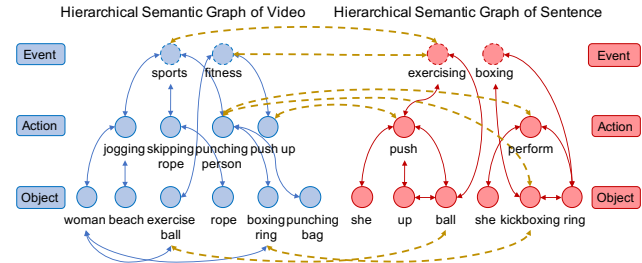 Hierarchical Semantic Graph of Video Hierarchical Semantic Graph of Sentence
Event Event
sports fitness exercising boxing
Action Action
jogging skipping rope punching person push up push perform
Object Object
woman beach exercise ball rope boxing ring punching bag she up ball she kickboxing ring